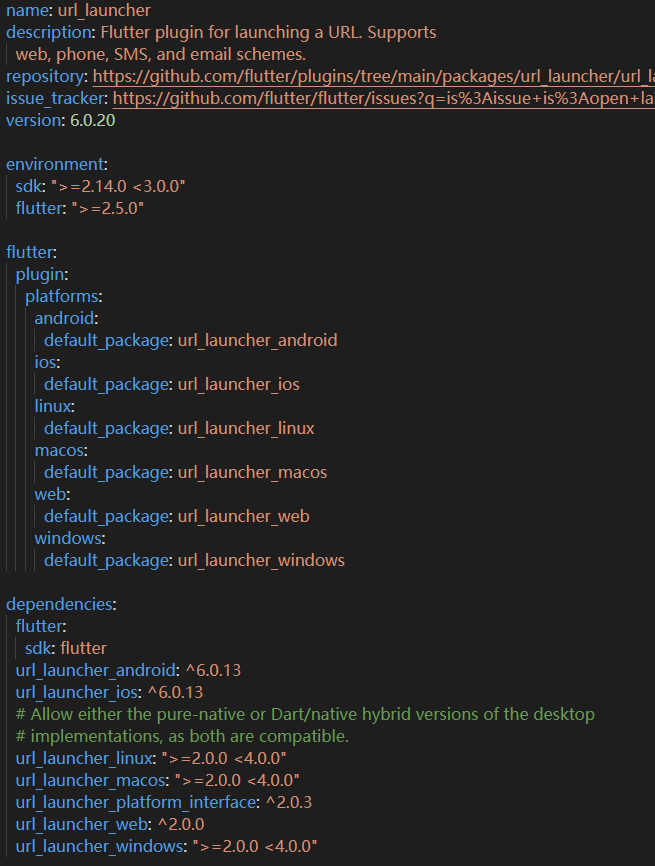 name: url_launcher
description: Flutter plugin for launching a URL. Supports
web, phone, SMS, and email schemes.
repository: https://github.com/flutter/plugins/tree/main/packages/url_launcher/url_la
issue_tracker: https://github.com/flutter/flutter/issues?q=is%3Aissue+is%3Aopen+la
version: 6.0.20
environment:
sdk: ">=2.14.0 <3.0.0"
flutter: ">=2.5.0"
flutter:
plugin:
platforms:
android:
default_package: url_launcher_android
ios:
default_package: url_launcher_ios
linux:
default_package: url_launcher_linux
macos:
default_package: url_launcher_macos
web:
default_package: url_launcher_web
windows:
default_package: url_launcher_windows
dependencies:
flutter:
sdk: flutter
url_launcher_android: ^6.0.13
url_launcher_ios: ^6.0.13
# Allow either the pure-native or Dart/native hybrid versions of the desktop
# implementations, as both are compatible.
url_launcher_linux: ">=2.0.0 <4.0.0"
url_launcher_macos: ">=2.0.0 <4.0.0"
url_launcher_platform_interface: ^2.0.3
url_launcher_web: ^2.0.0
url_launcher_windows: ">=2.0.0 <4.0.0"